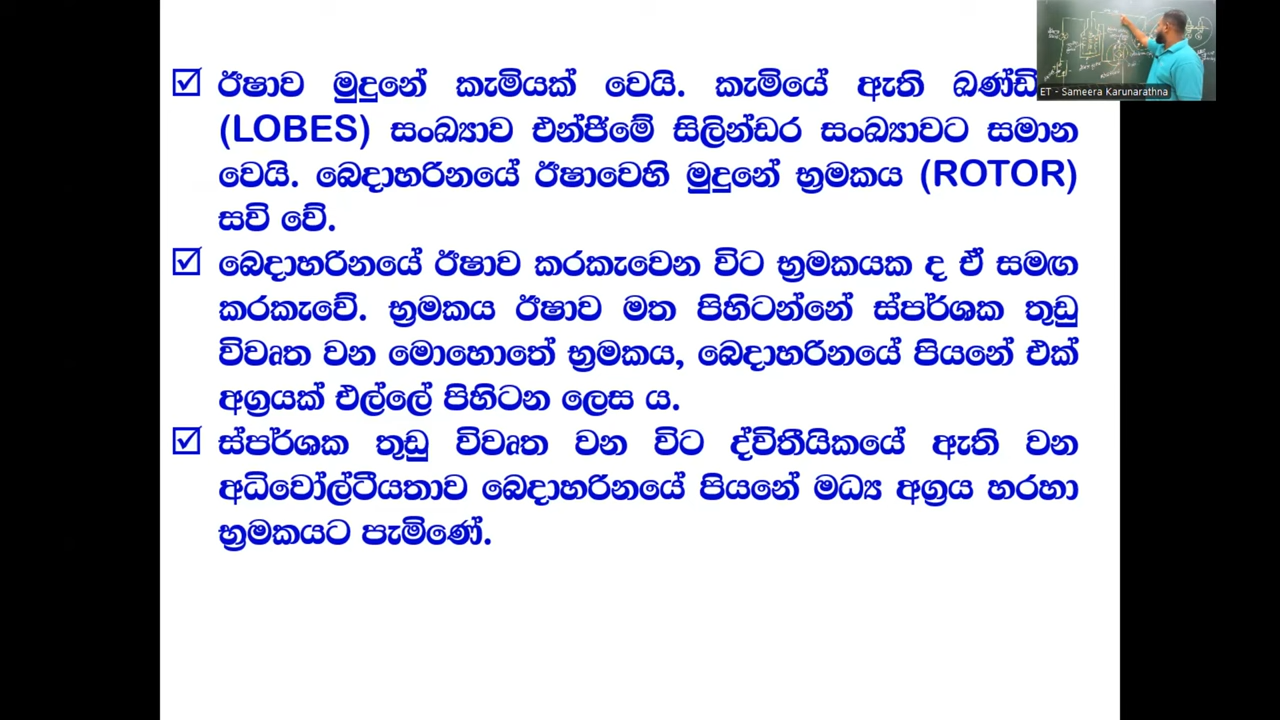 ඊෂාව මුදුනේ කැමියක් වෙයි. කැමියේ ඇති
(LOBES) සංඛ්‍යාව එන්ජිමේ සිලින්ඩර සංඛ්‍යාවට සමාන
වෙයි. බෙදාහරිනයේ ඊෂාවෙහි මුදුනේ භ්‍රමකය (ROTOR)
සවි වේ.
බෙදාහරිනයේ ඊෂාව කරකැවෙන විට භ්‍රමකයක ද ඒ සමඟ
කරකැවේ. භ්‍රමකය ඊෂාව මත පිහිටන්නේ ස්පර්ශක තුඩු
විවෘත වන මොහොතේ භ්‍රමකය, බෙදාහරිනයේ පියනේ එක්
අග්‍රයක් එල්ලේ පිහිටන ලෙස ය.
ස්පර්ශක තුඩු විවෘත වන විට ද්විතීයිකයේ ඇති වන
අධිවෝල්ටීයතාව බෙදාහරිනයේ පියනේ මධ්‍ය අග්‍රය හරහා
භ්‍රමකයට පැමිණේ.
ET - Sameera Karunarathna